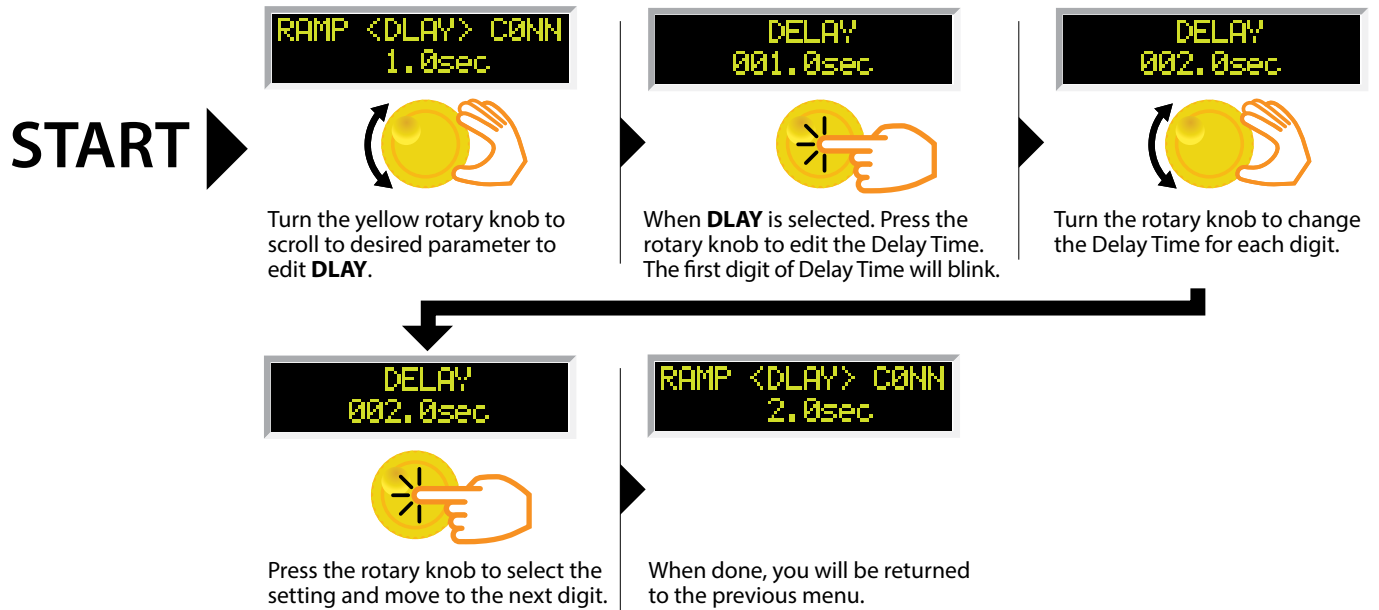 START
RAMP <DLAY> C0NN
1.0sec
Turn the yellow rotary knob to
scroll to desired parameter to
edit DLAY.
DELAY
001.0sec
When DLAY is selected. Press the
rotary knob to edit the Delay Time.
The first digit of Delay Time will blink.
DELAY
002.0sec
Turn the rotary knob to change
the Delay Time for each digit.
DELAY
002.0sec
Press the rotary knob to select the
setting and move to the next digit.
RAMP <DLAY> C0NN
2.0sec
When done, you will be returned
to the previous menu.